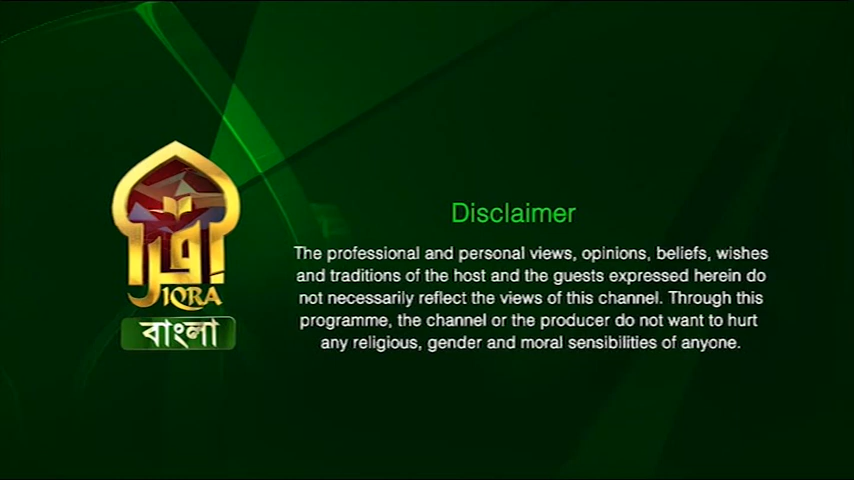 اقرأ
IQRA
বাংলা
Disclaimer
The professional and personal views, opinions, beliefs, wishes
and traditions of the host and the guests expressed herein do
not necessarily reflect the views of this channel. Through this
programme, the channel or the producer do not want to hurt
any religious, gender and moral sensibilities of anyone.